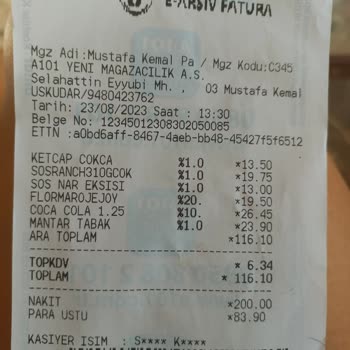 E-ARŞİV FATURA
Mgz Adi:Mustafa Kemal Pa / Mgz Kodu:C345
A101 YENI MAGAZACILIK A.S.
Selahattin Eyyubi Mh. . 03 Mustafa Kemal
USKUDAR/9480423762
Tarih: 23/08/2023 Saat : 13:30
Belge No: 12345012308302050085
ETTN :a0bd6aff-8467-4aeb-bb48-45427f5f6512
KETCAP COKCA %1.0 *13.50
SOSRANCH310GCOK %1.0 *19.75
SOS NAR EKSISI %1.0 *13.00
FLORMAROJEJOY %20. *19.50
COCA COLA 1.25 %10. *26.45
MANTAR TABAK %1.0 *23.90
ARA TOPLAM *116.10
TOPKDV * 6.34
TOPLAM * 116.10
NAKIT *200.00
PARA USTU *83.90
KASIYER ISIM : S**** K****